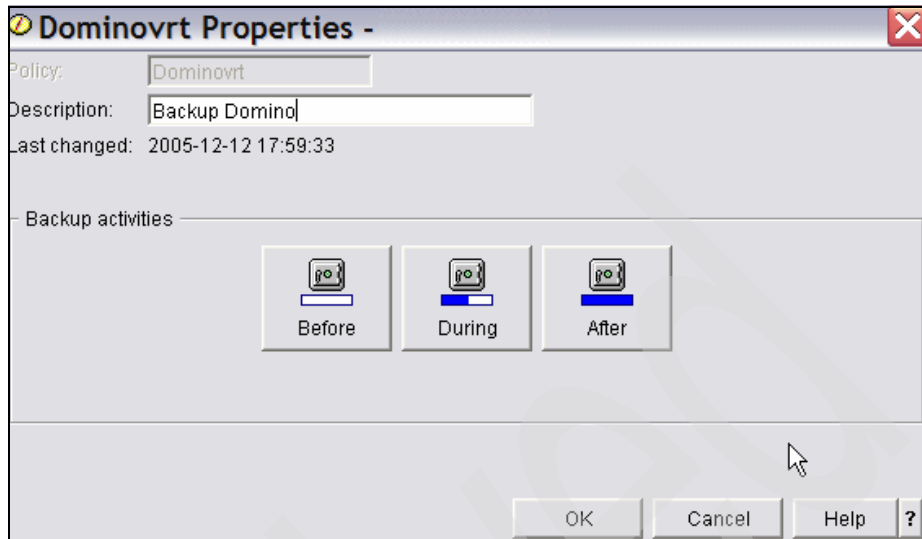 Dominovrt Properties -
Policy: Dominovrt
Description: Backup Domino
Last changed: 2005-12-12 17:59:33
Backup activities
Before During After
OK Cancel Help ?